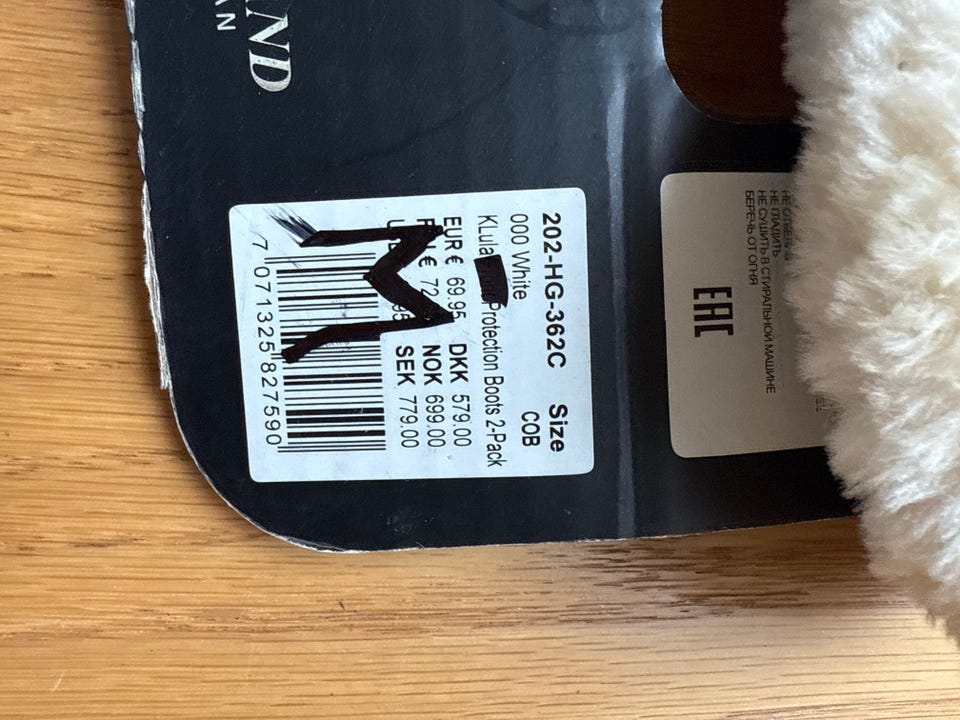 202-HG-362C Size
000 White COB
KLula Protection Boots 2-Pack
EUR € 69.95 DKK 579.00
NOK 699.00
SEK 779.00
M
7 071325 827590
НЕ ГЛАДИТЬ
НЕ СУШИТЬ В СТИРАЛЬНОЙ МАШИНЕ
БЕРЕЧЬ ОТ ОГНЯ
EAC